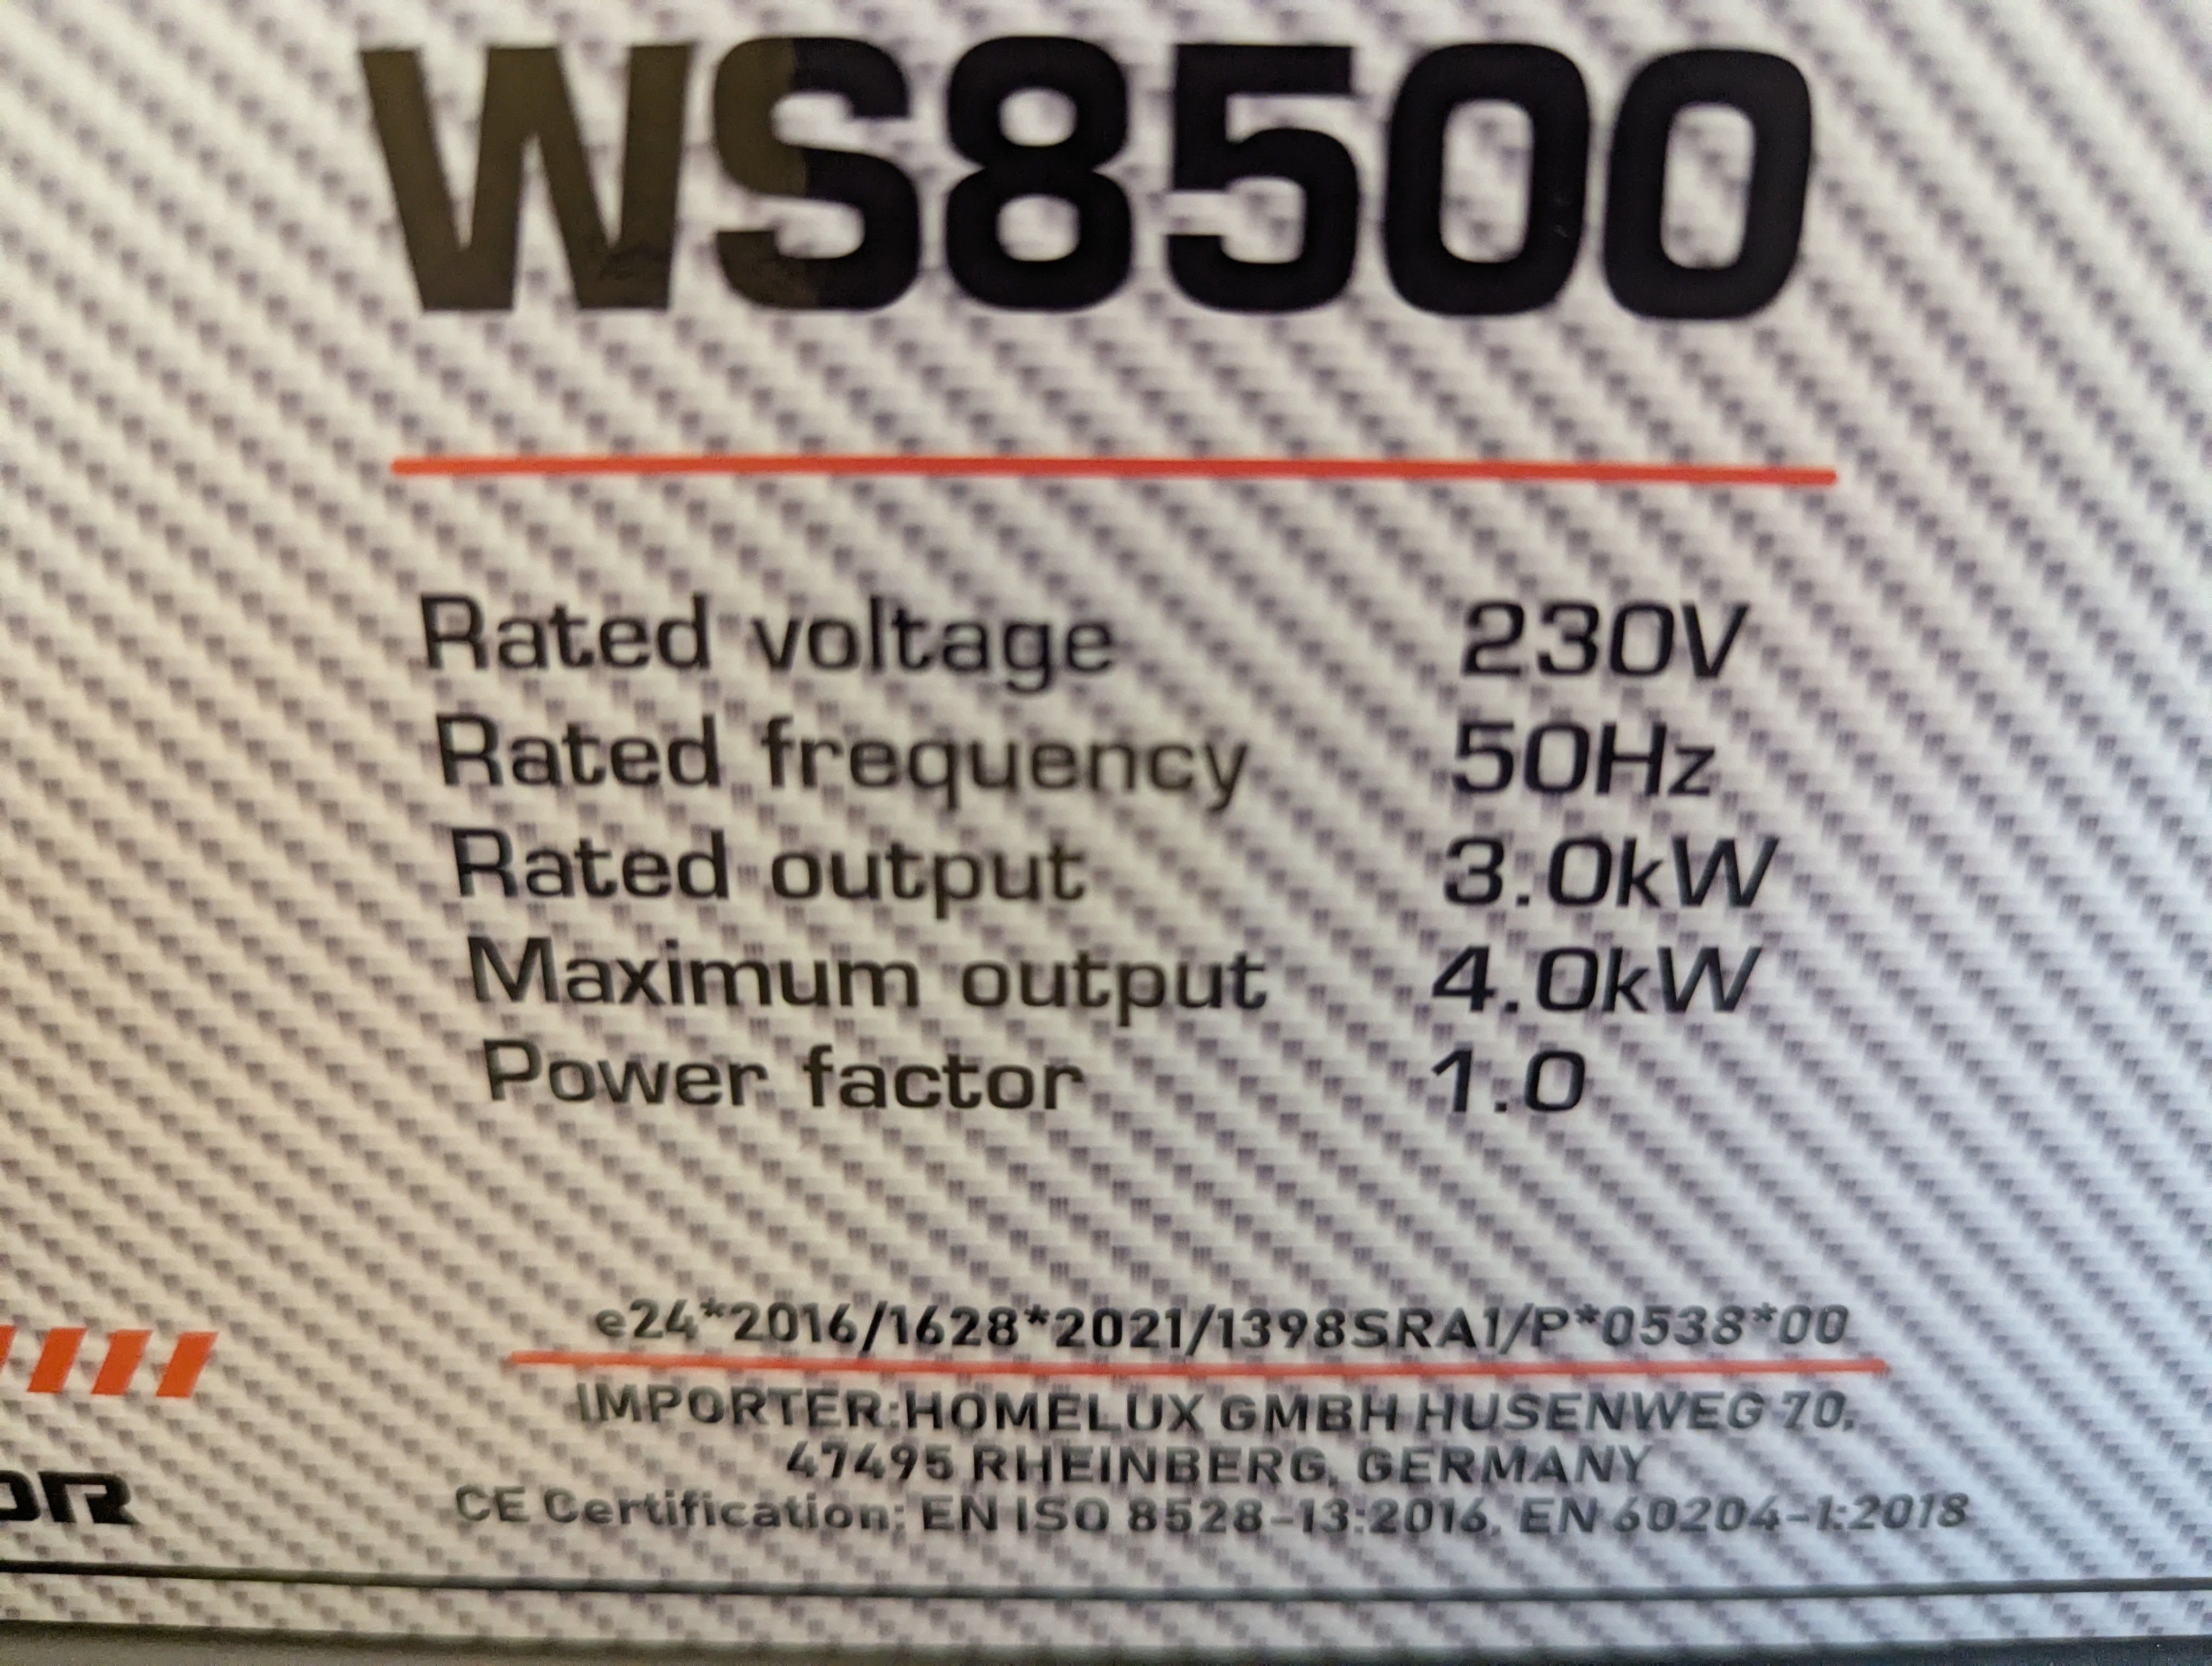 WS8500
Rated voltage 230V
Rated frequency 50Hz
Rated output 3.0kW
Maximum output 4.0kW
Power factor 1.0
e24*2016/1628*2021/1398SRA1/P*0538*00
IMPORTER:HOMELUX GMBH HUSENWEG 70,
47495 RHEINBERG, GERMANY
OR
CE Certification: EN ISO 8528-13:2016, EN 60204-1:2018